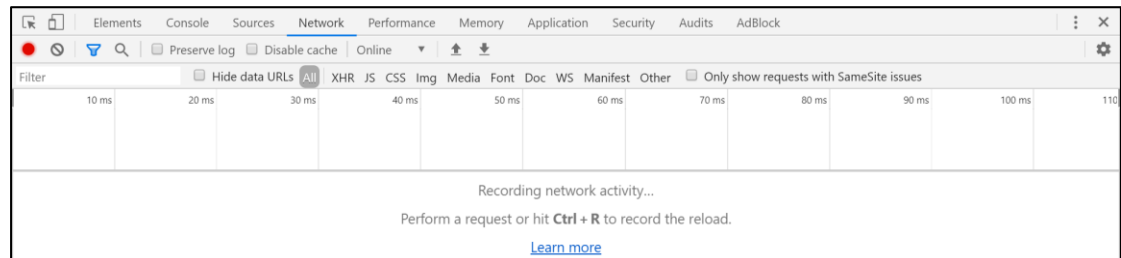 Elements Console Sources Network Performance Memory Application Security Audits AdBlock
Preserve log Disable cache Online
Filter Hide data URLs All XHR JS CSS Img Media Font Doc WS Manifest Other Only show requests with SameSite issues
10 ms 20 ms 30 ms 40 ms 50 ms 60 ms 70 ms 80 ms 90 ms 100 ms 110
Recording network activity...
Perform a request or hit Ctrl + R to record the reload.
Learn more